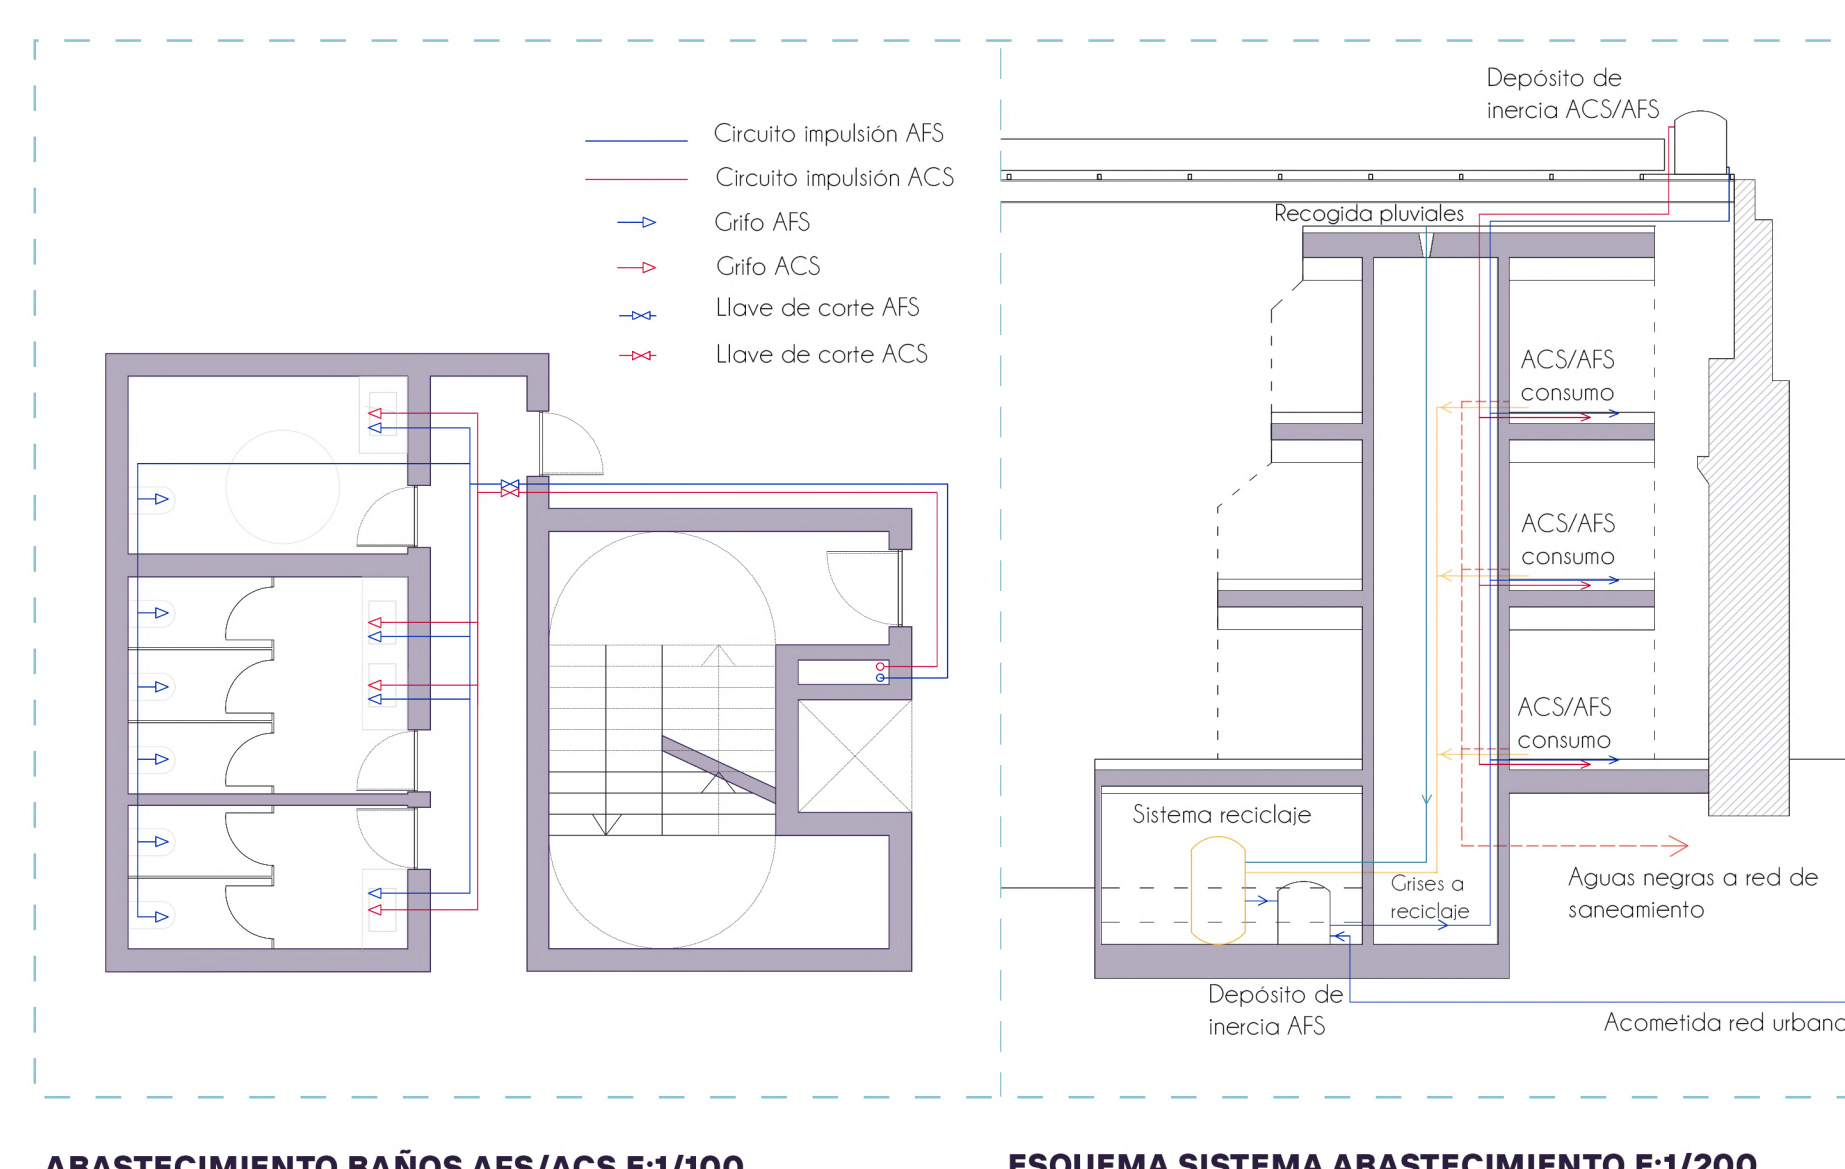 Circuito impulsión AFS
Circuito impulsión ACS
Grifo AFS
Grifo ACS
Llave de corte AFS
Llave de corte ACS
Depósito de
inercia ACS/AFS
Recogida pluviales
ACS/AFS
consumo
ACS/AFS
consumo
ACS/AFS
consumo
Sistema reciclaje
Grises a
reciclaje
Aguas negras a red de
saneamiento
Depósito de
inercia AFS
Acometida red urbana
ABASTECIMIENTO BAÑOS AFS/ACS E:1/100
ESQUEMA SISTEMA ABASTECIMIENTO E:1/200